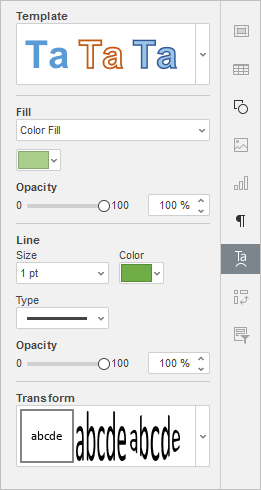 Template
Ta Ta Ta
Fill
Color Fill
Opacity
0 100 100 %
Line
Size Color
1 pt
Type
Opacity
0 100 100 %
Transform
abcde abcde abcde
¶
Ta